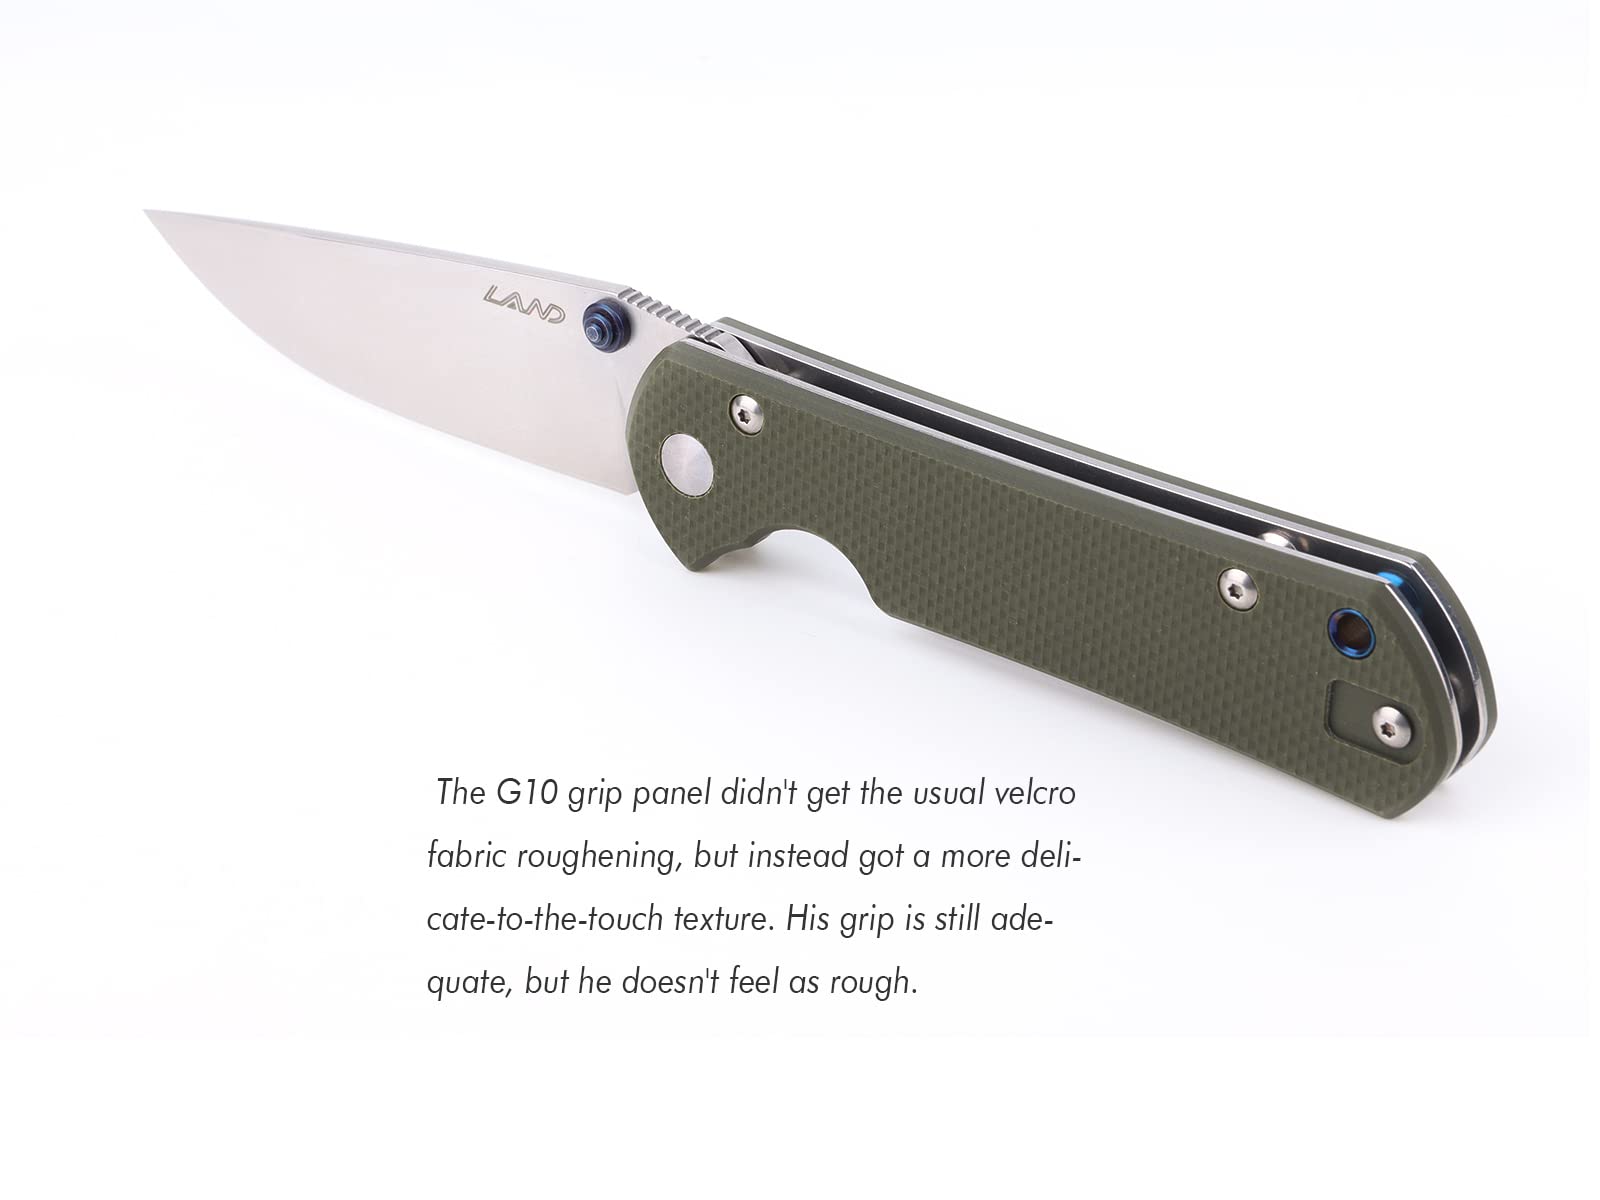 LAND
The G10 grip panel didn't get the usual velcro
fabric roughening, but instead got a more deli-
cate-to-the-touch texture. His grip is still ade-
quate, but he doesn't feel as rough.